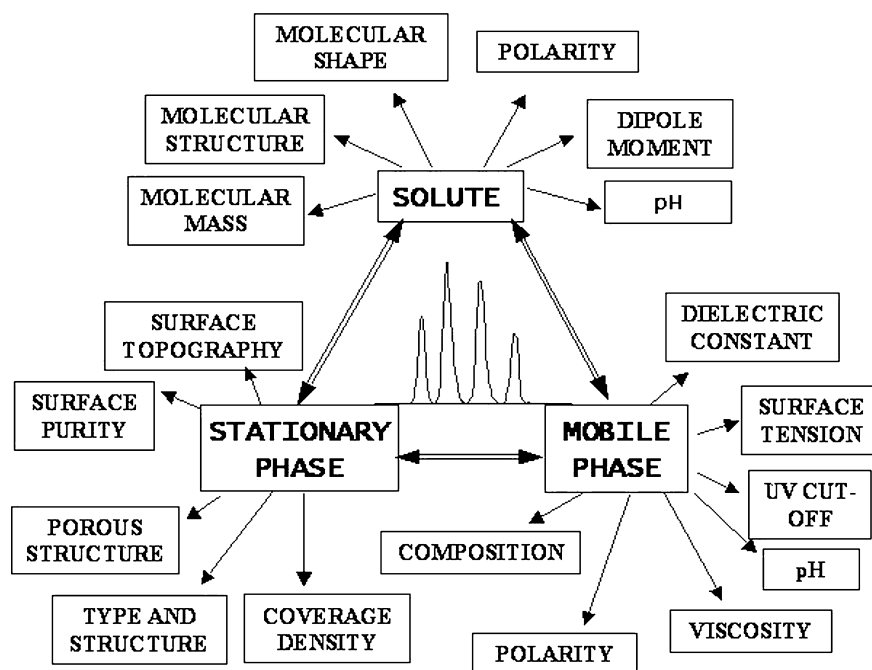 MOLECULAR
SHAPE
POLARITY
MOLECULAR
STRUCTURE
DIPOLE
MOMENT
MOLECULAR
MASS
SOLUTE
pH
SURFACE
TOPOGRAPHY
DIELECTRIC
CONSTANT
SURFACE
PURITY
STATIONARY
PHASE
MOBILE
PHASE
SURFACE
TENSION
UV CUT-
OFF
POROUS
STRUCTURE
COMPOSITION
pH
TYPE AND
STRUCTURE
COVERAGE
DENSITY
POLARITY
VISCOSITY